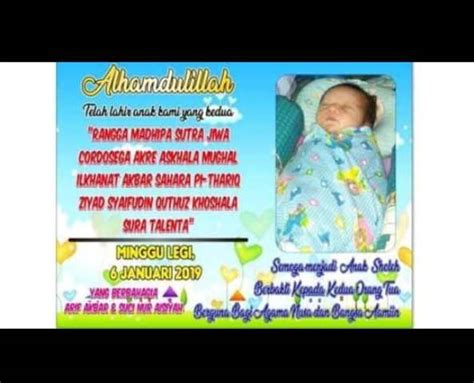 Alhamdulillah
Telah lahir anak kami yang kedua
"RANGGA MADHIPA SUTRA JIWA
CORDOSEGA AKRE ASKHALA MUGHAL
ILKHANAT AKBAR SAHARA PI-THARIQ
ZIYAD SYAIFUDIN QUTHUZ KHOSHALA
SURA TALENTA"
MINGGU LEGI,
6 JANUARI 2019
YANG BERBAHAGIA
ARIF AKBAR & SUCI NUR AISIYAH
Semoga menjadi Anak Sholeh
Berbakti Kepada Kedua Orang Tua
Berguna Bagi Agama Nusa dan Bangsa Aamiin